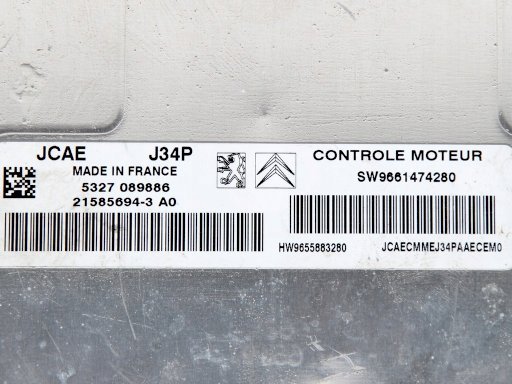 JCAE J34P
MADE IN FRANCE
5327 089886
21585694-3 A0
CONTROLE MOTEUR
SW9661474280
HW9655883280 JCAECMMEJ34PAAECEM0